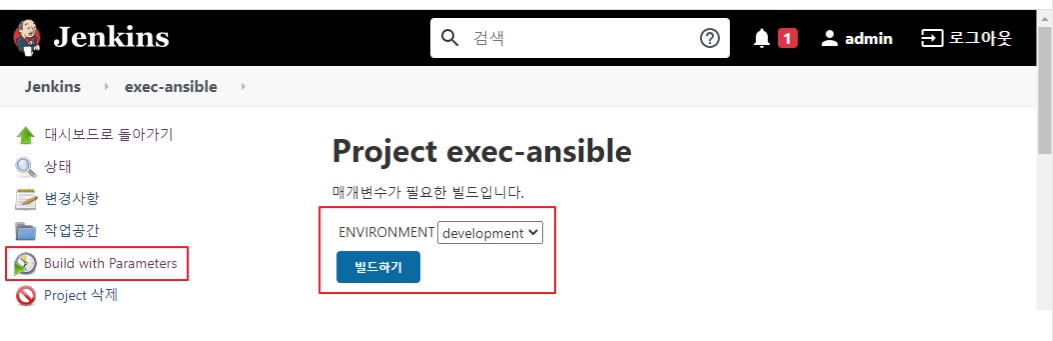 Jenkins
검색
1
admin
로그아웃
Jenkins
exec-ansible
대시보드로 돌아가기
상태
변경사항
작업공간
Build with Parameters
Project 삭제
Project exec-ansible
매개변수가 필요한 빌드입니다.
ENVIRONMENT development
빌드하기